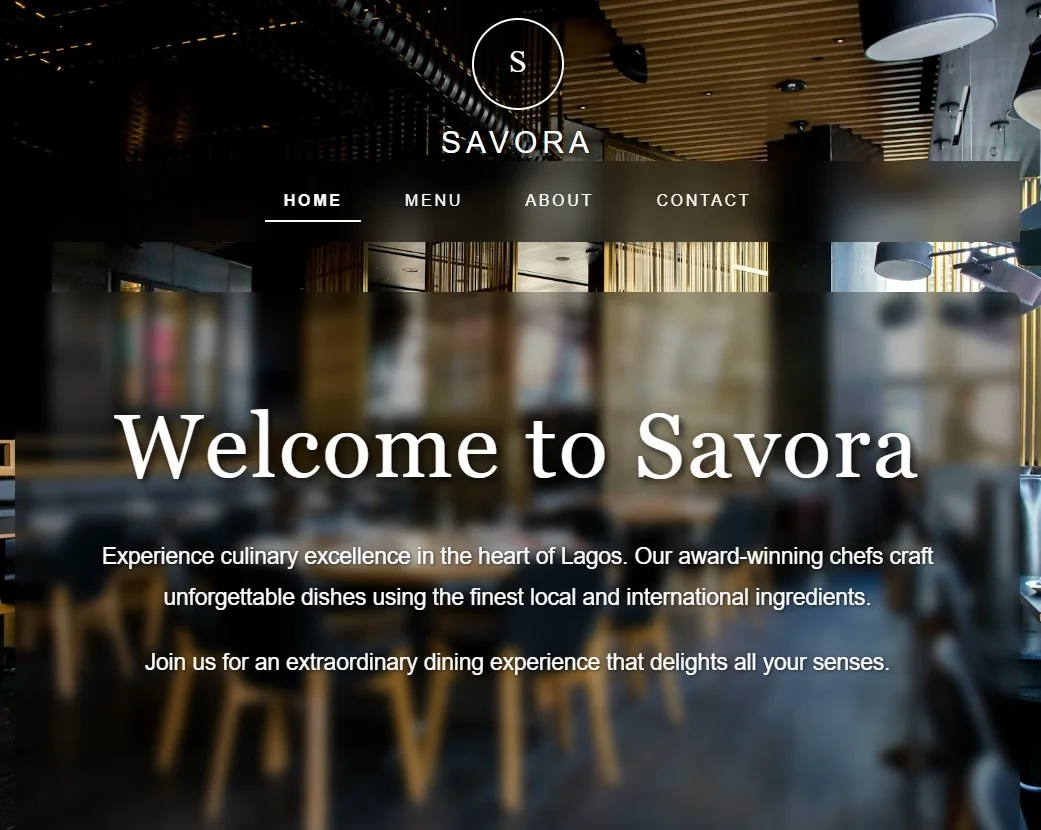 S
SAVORA
HOME MENU ABOUT CONTACT
Welcome to Savora
Experience culinary excellence in the heart of Lagos. Our award-winning chefs craft
unforgettable dishes using the finest local and international ingredients.
Join us for an extraordinary dining experience that delights all your senses.